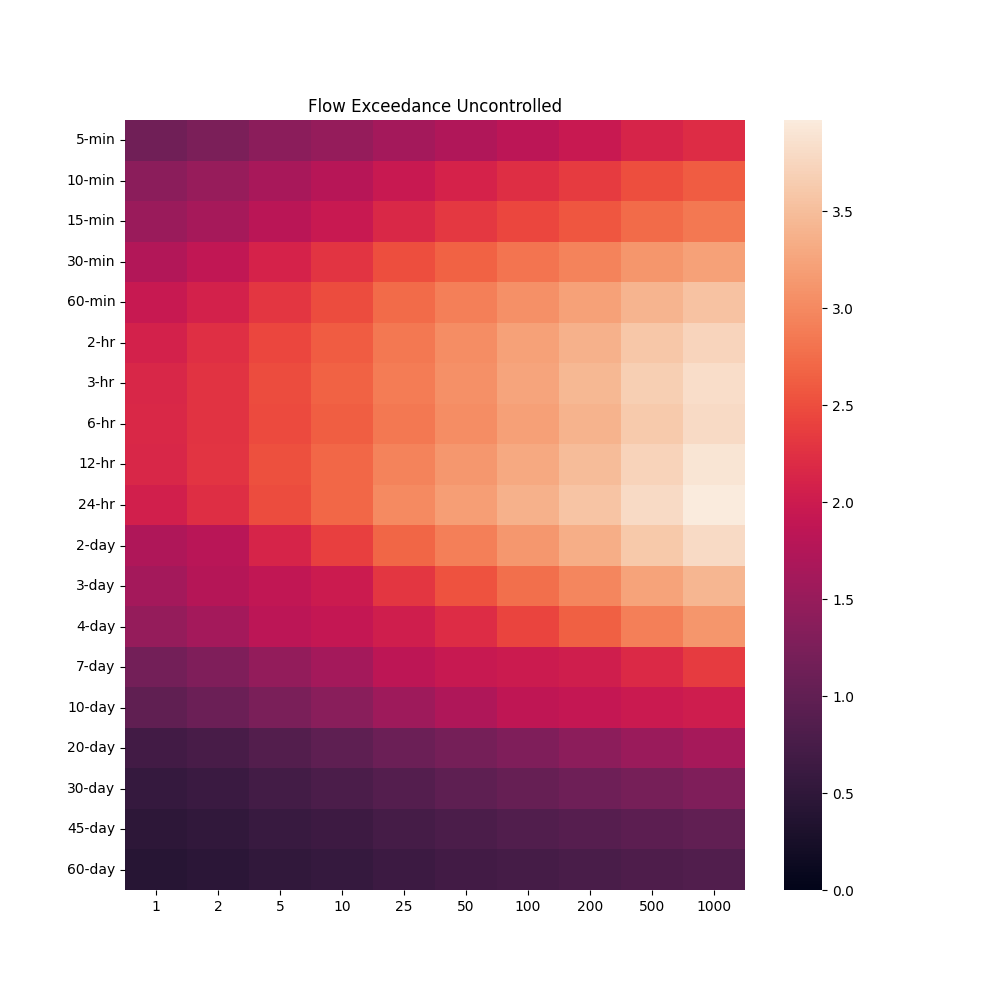 Flow Exceedance Uncontrolled
5-min
10-min
15-min
30-min
60-min
2-hr
3-hr
6-hr
12-hr
24-hr
2-day
3-day
4-day
7-day
10-day
20-day
30-day
45-day
60-day
1 2 5 10 25 50 100 200 500 1000
3.5
3.0
2.5
2.0
1.5
1.0
0.5
0.0